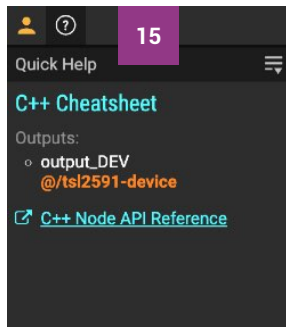 15
Quick Help
C++ Cheatsheet
Outputs:
output_DEV
@/tsl2591-device
C++ Node API Reference